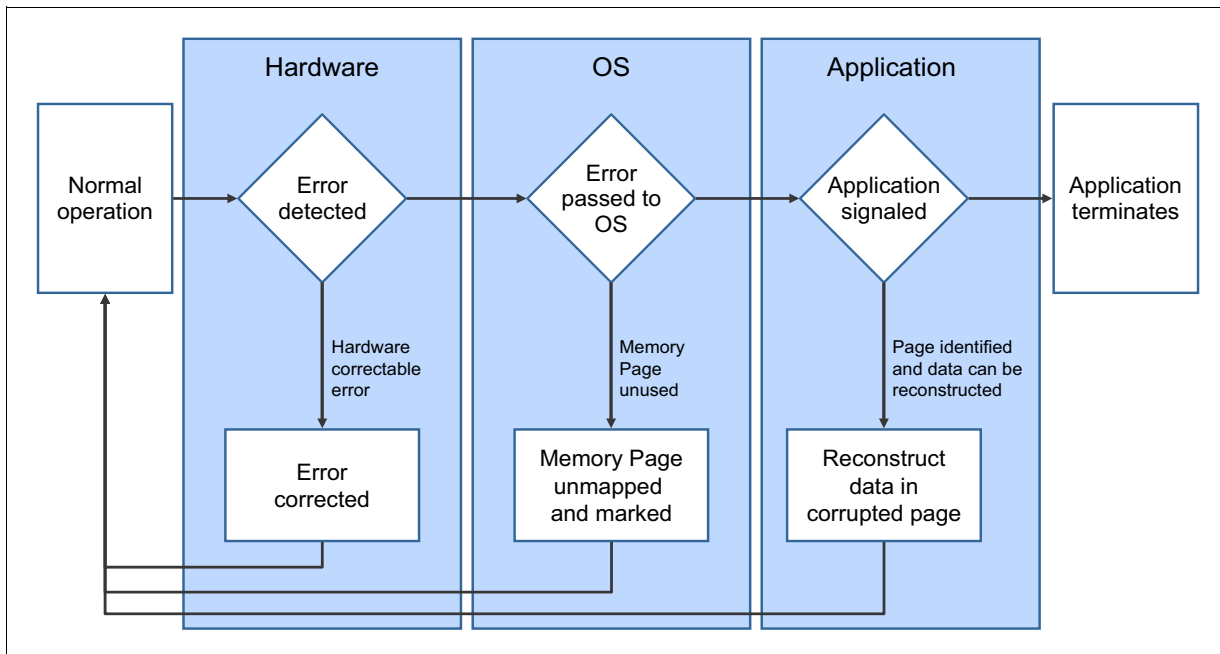 Hardware
OS
Application
Normal
operation
Error
detected
Error
passed to
OS
Application
signaled
Application
terminates
Hardware
correctable
error
Memory
Page
unused
Page identified
and data can be
reconstructed
Error
corrected
Memory Page
unmapped
and marked
Reconstruct
data in
corrupted page